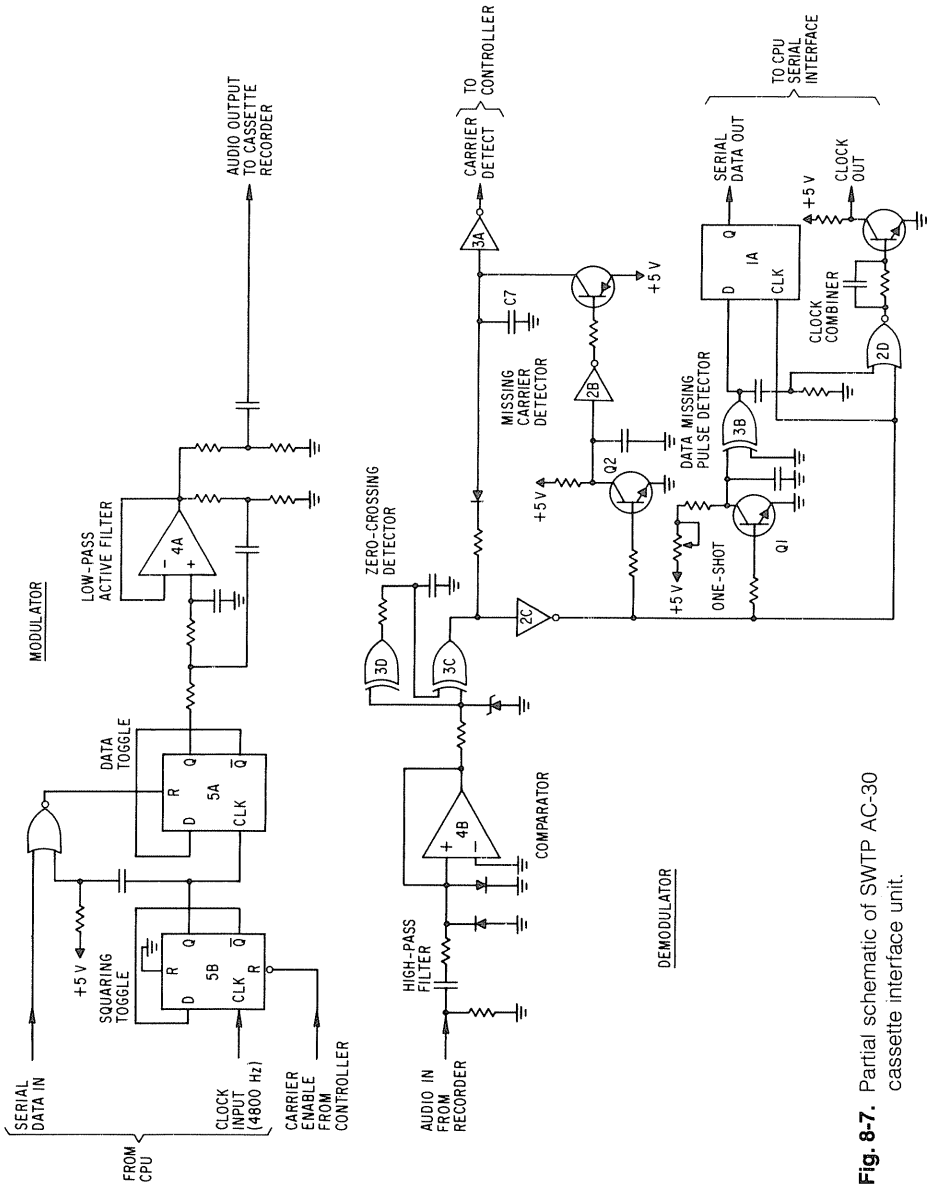 MODULATOR
SERIAL
DATA IN
FROM
CPU
CLOCK
INPUT
(4800 Hz)
CARRIER
ENABLE
FROM
CONTROLLER
+5 V
SQUARING
TOGGLE
R
D
Q
5B
CLK
Q
R
DATA
TOGGLE
R
D
Q
5A
CLK
Q
LOW-PASS
ACTIVE FILTER
-
4A
+
AUDIO OUTPUT
TO CASSETTE
RECORDER
DEMODULATOR
AUDIO IN
FROM
RECORDER
HIGH-PASS
FILTER
+
4B
-
COMPARATOR
ZERO-CROSSING
DETECTOR
3D
3C
2C
C7
3A
CARRIER
DETECT
TO
CONTROLLER
MISSING
CARRIER
DETECTOR
+5V
Q2
2B
+5 V
DATA MISSING
PULSE DETECTOR
+5V
ONE-SHOT
Q1
3B
D
Q
1A
CLK
SERIAL
DATA OUT
TO CPU
SERIAL
INTERFACE
CLOCK
COMBINER
2D
+5 V
CLOCK
OUT
Fig. 8-7. Partial schematic of SWTP AC-30
cassette interface unit.